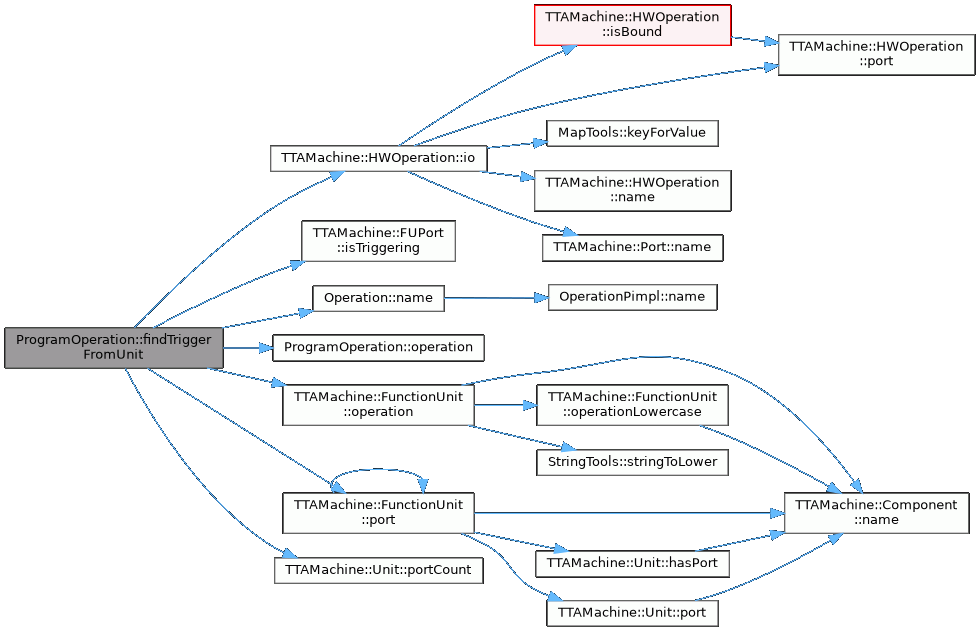 TTAMachine::HWOperation
::isBound
TTAMachine::HWOperation
::port
MapTools::keyForValue
TTAMachine::HWOperation::io
TTAMachine::HWOperation
::name
TTAMachine::FUPort
::isTriggering
TTAMachine::Port::name
Operation::name
OperationPimpl::name
ProgramOperation::findTrigger
FromUnit
ProgramOperation::operation
TTAMachine::FunctionUnit
::operation
TTAMachine::FunctionUnit
::operationLowercase
StringTools::stringToLower
TTAMachine::FunctionUnit
::port
TTAMachine::Component
::name
TTAMachine::Unit::hasPort
TTAMachine::Unit::portCount
TTAMachine::Unit::port